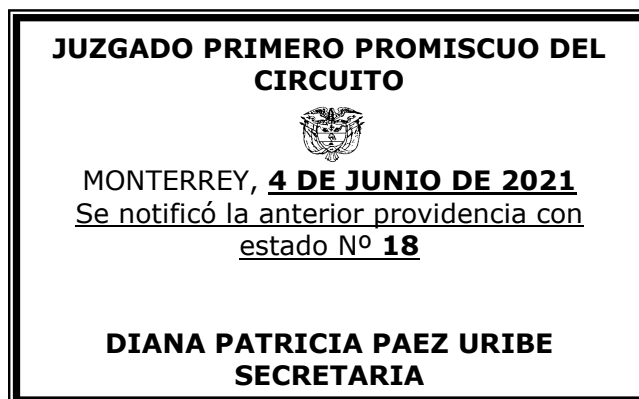 JUZGADO PRIMERO PROMISCUO DEL
CIRCUITO
MONTERREY, 4 DE JUNIO DE 2021
Se notificó la anterior providencia con
estado Nº 18
DIANA PATRICIA PAEZ URIBE
SECRETARIA